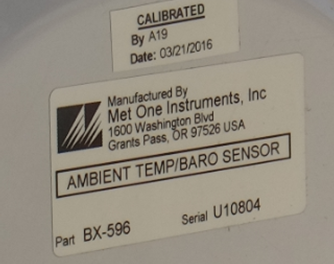 CALIBRATED
By A19
Date: 03/21/2016
Manufactured By
Met One Instruments, Inc
1600 Washington Blvd
Grants Pass, OR 97526 USA
AMBIENT TEMP/BARO SENSOR
Part BX-596 Serial U10804